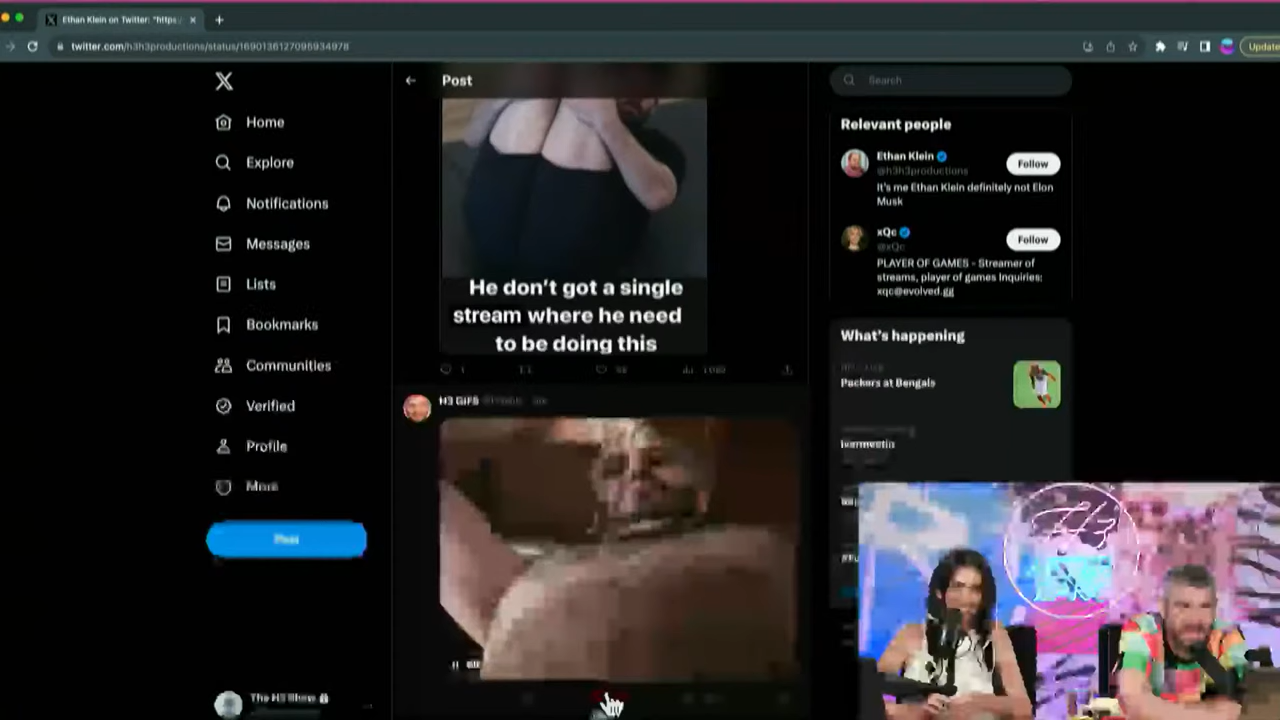 Ethan Klein on Twitter: "https:
twitter.com/h3h3productions/status/1690136127095934978
Update
X
Home
Explore
Notifications
Messages
Lists
Bookmarks
Communities
Verified
Profile
More
Post
The H3 Show
Post
He don't got a single
stream where he need
to be doing this
H3 GIFS
GIF
Search
Relevant people
Ethan Klein
@h3h3productions
Follow
It's me Ethan Klein definitely not Elon
Musk
xQc
@xQc
Follow
PLAYER OF GAMES - Streamer of
streams, player of games Inquiries:
xqc@evolved.gg
What's happening
Packers at Bengals
Ivermectin
H3